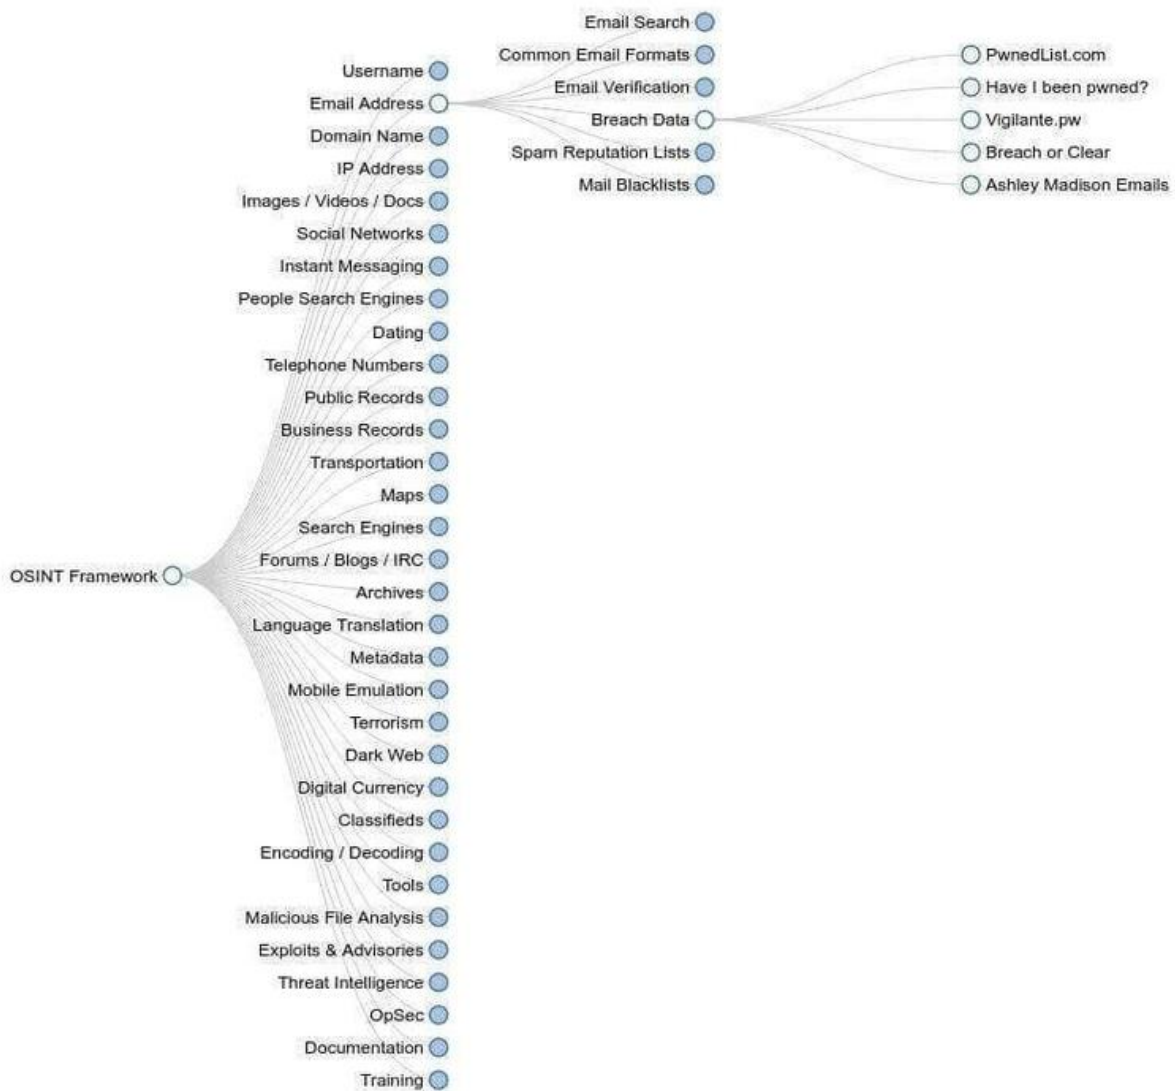 OSINT Framework
Username
Email Address
Domain Name
IP Address
Images / Videos / Docs
Social Networks
Instant Messaging
People Search Engines
Dating
Telephone Numbers
Public Records
Business Records
Transportation
Maps
Search Engines
Forums / Blogs / IRC
Archives
Language Translation
Metadata
Mobile Emulation
Terrorism
Dark Web
Digital Currency
Classifieds
Encoding / Decoding
Tools
Malicious File Analysis
Exploits & Advisories
Threat Intelligence
OpSec
Documentation
Training
Email Search
Common Email Formats
Email Verification
Breach Data
Spam Reputation Lists
Mail Blacklists
PwnedList.com
Have I been pwned?
Vigilante.pw
Breach or Clear
Ashley Madison Emails